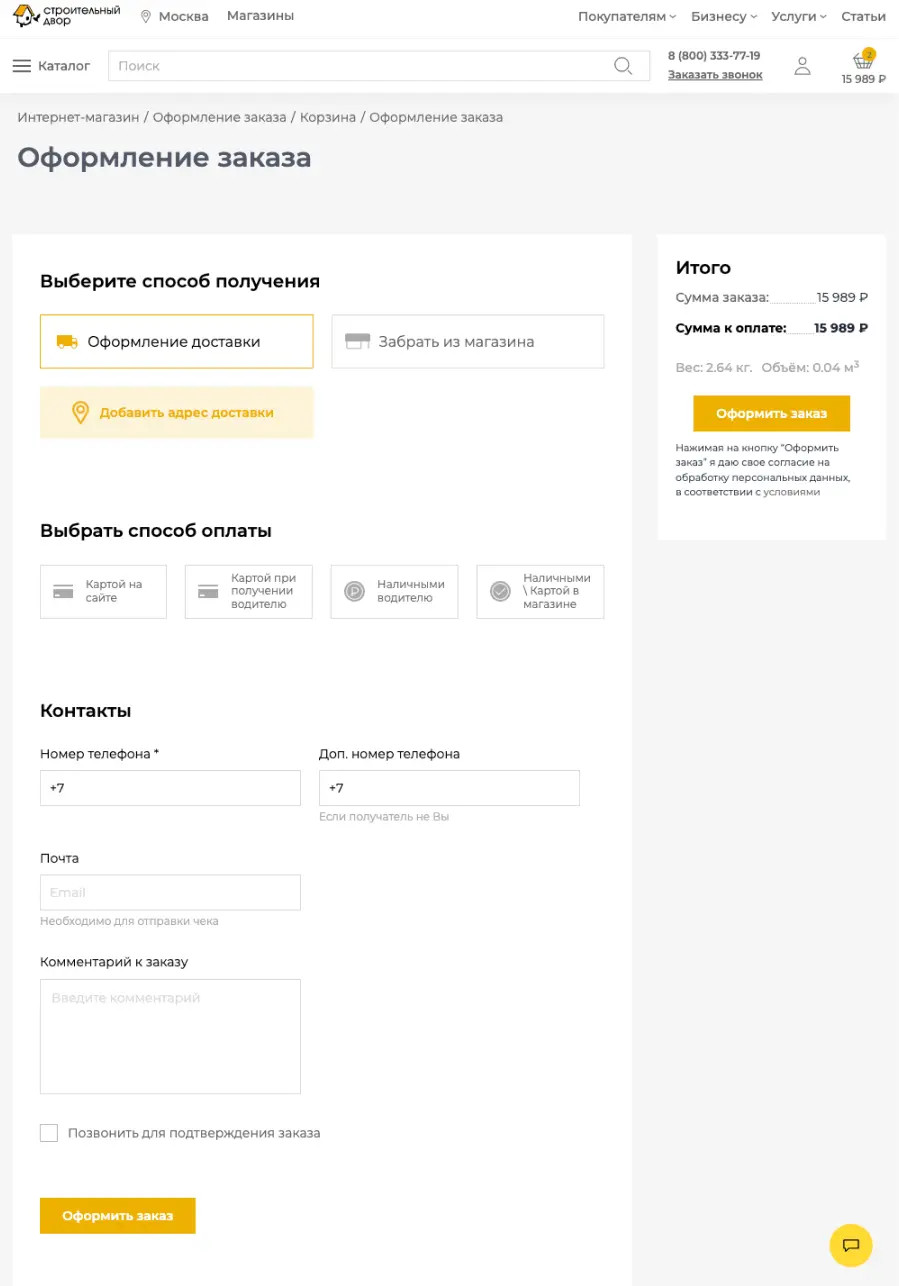 строительный
двор
Москва
Магазины
Покупателям
Бизнесу
Услуги
Статьи
Каталог
Поиск
8 (800) 333-77-19
Заказать звонок
2
15 989 ₽
Интернет-магазин / Оформление заказа / Корзина / Оформление заказа
Оформление заказа
Выберите способ получения
Оформление доставки
Забрать из магазина
Добавить адрес доставки
Выбрать способ оплаты
Картой на
сайте
Картой при
получении
водителю
Наличными
водителю
Наличными
\ Картой в
магазине
Контакты
Номер телефона *
+7
Доп. номер телефона
+7
Если получатель не Вы
Почта
Email
Необходимо для отправки чека
Комментарий к заказу
Введите комментарий
Позвонить для подтверждения заказа
Оформить заказ
Итого
Сумма заказа: 15 989 ₽
Сумма к оплате: 15 989 ₽
Вес: 2.64 кг. Объём: 0.04 м³
Оформить заказ
Нажимая на кнопку "Оформить
заказ" я даю свое согласие на
обработку персональных данных,
в соответствии с условиями